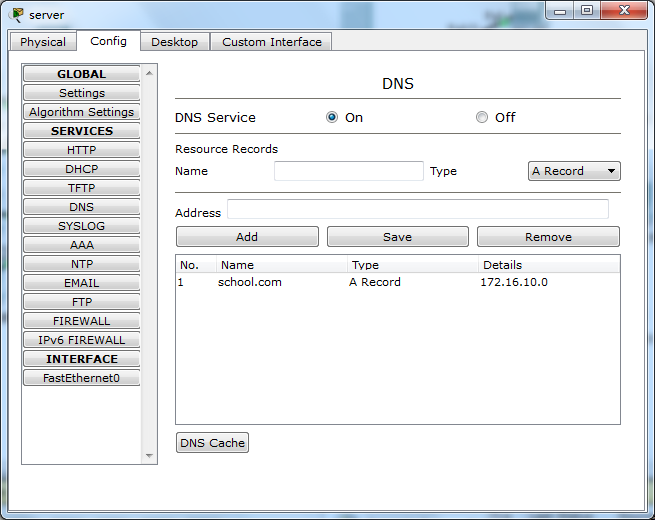 server
Physical Config Desktop Custom Interface
GLOBAL
Settings
Algorithm Settings
SERVICES
HTTP
DHCP
TFTP
DNS
SYSLOG
AAA
NTP
EMAIL
FTP
FIREWALL
IPv6 FIREWALL
INTERFACE
FastEthernet0
DNS
DNS Service On Off
Resource Records
Name Type A Record
Address
Add Save Remove
No. Name Type Details
1 school.com A Record 172.16.10.0
DNS Cache